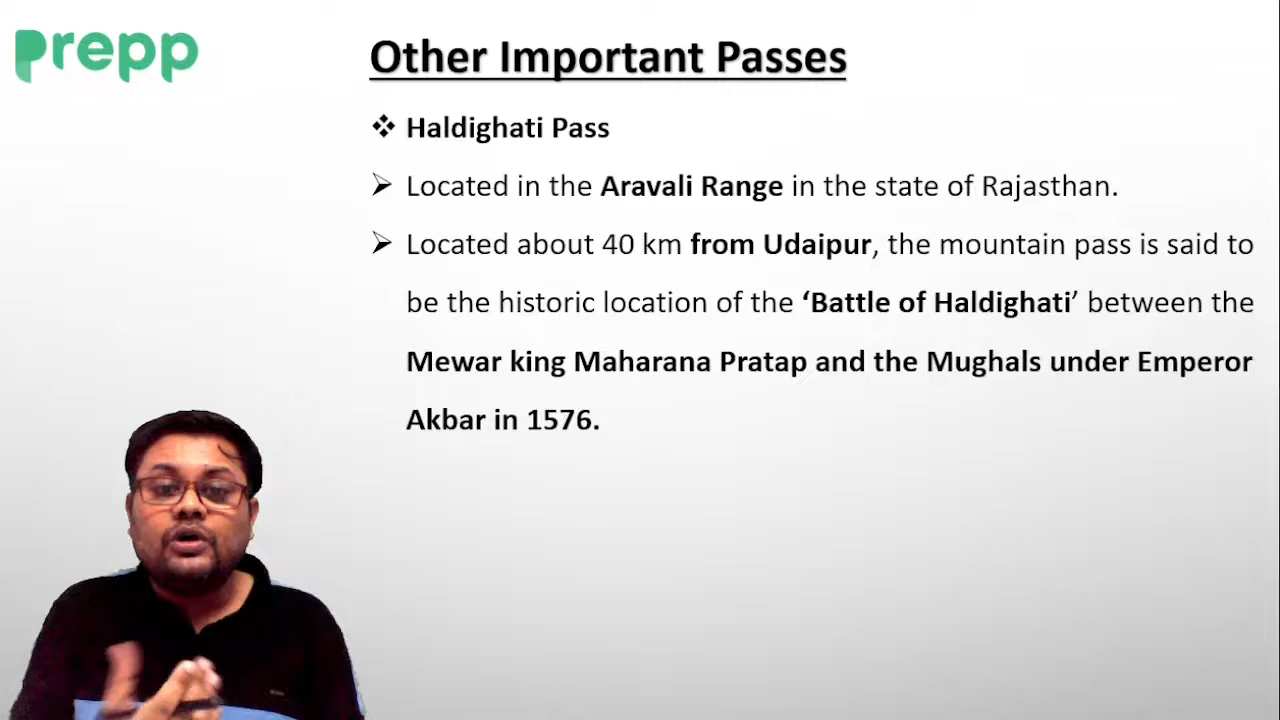 prepp
Other Important Passes
❖ Haldighati Pass
➢ Located in the Aravali Range in the state of Rajasthan.
➢ Located about 40 km from Udaipur, the mountain pass is said to
be the historic location of the ‘Battle of Haldighati’ between the
Mewar king Maharana Pratap and the Mughals under Emperor
Akbar in 1576.